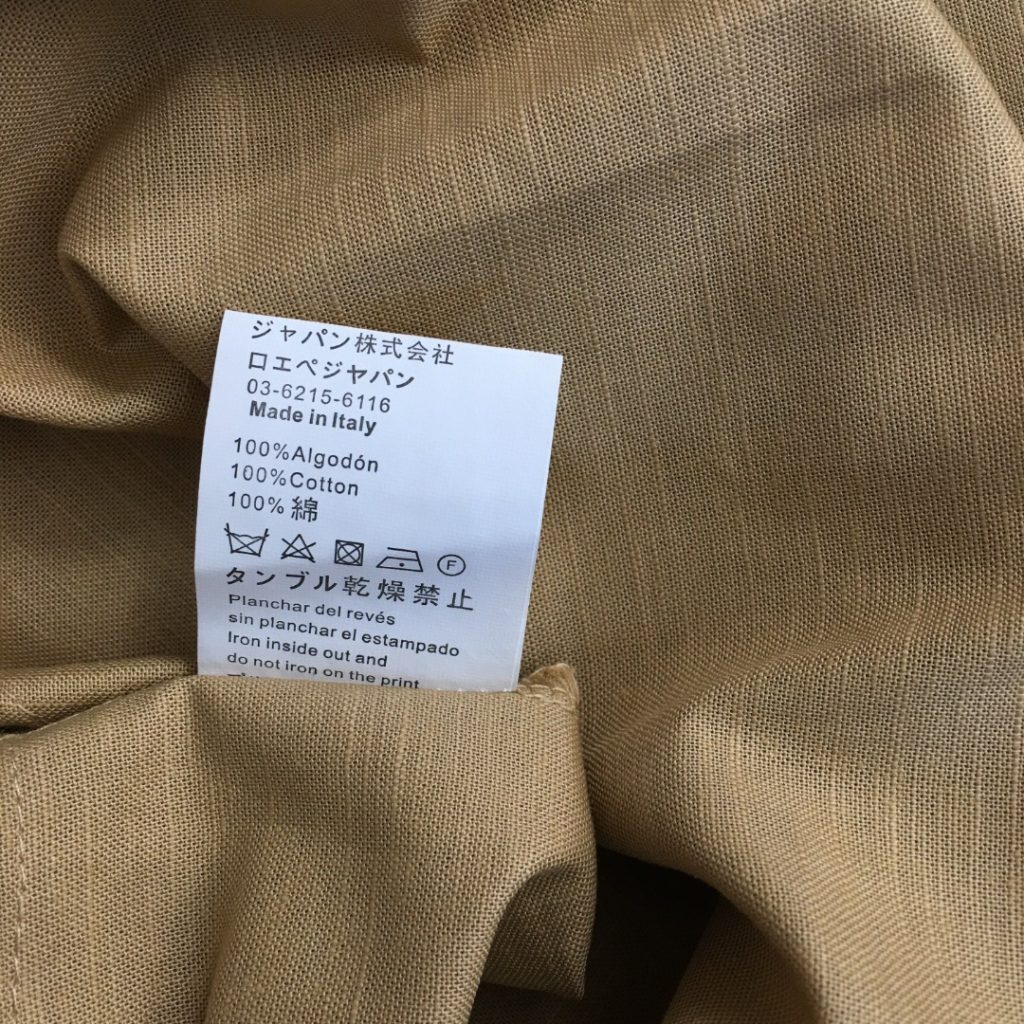 ジャパン株式会社
ロエペジヤパン
03-6215-6116
Made in Italy
100%Algodón
100%Cotton
100% 綿
F
タンブル乾燥禁止
Planchar del revés
sin planchar el estampado
Iron inside out and
do not iron on the print